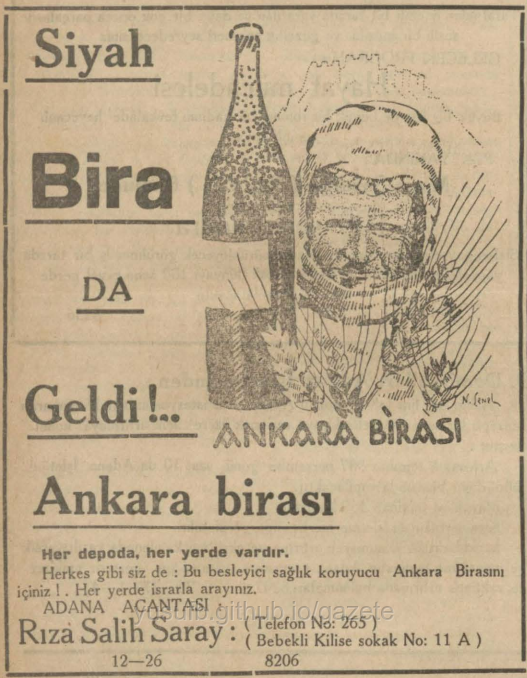 Siyah
Bira
DA
Geldi!..
N. Cenel
ANKARA BİRASI
Ankara birası
Her depoda, her yerde vardır.
Herkes gibi siz de : Bu besleyici sağlık koruyucu Ankara Birasını
içiniz ! . Her yerde israrla arayınız.
ADANA AÇANTASI :
yusufb.github.io/gazete
Rıza Salih Saray : ( Telefon No: 265 )
( Bebekli Kilise sokak No: 11 A )
12—26 8206